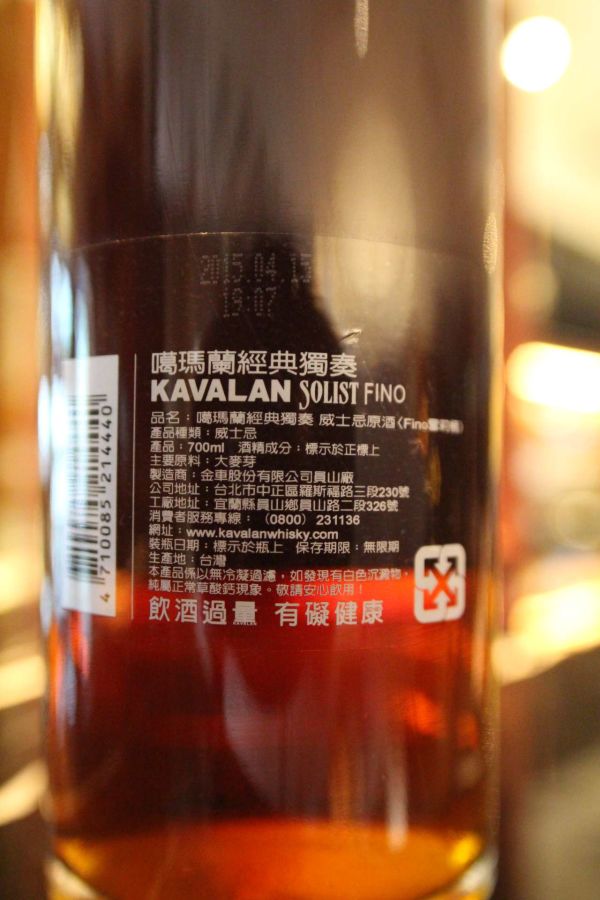 2015.04.15
19:07
噶瑪蘭經典獨奏
KAVALAN SOLIST FINO
品名：噶瑪蘭經典獨奏 威士忌原酒〈Fino雪莉桶〉
產品種類：威士忌
產品：700ml 酒精成分：標示於正標上
主要原料：大麥芽
製造商：金車股份有限公司員山廠
公司地址：台北市中正區羅斯福路三段230號
工廠地址：宜蘭縣員山鄉員山路二段326號
消費者服務專線：（0800）231136
網址：www.kavalanwhisky.com
裝瓶日期：標示於瓶上 保存期限：無限期
生產地：台灣
本產品係以無冷凝過濾，如發現有白色沉澱物，
純屬正常草酸鈣現象。敬請安心飲用！
飲酒過量 有礙健康
4 710085 214440